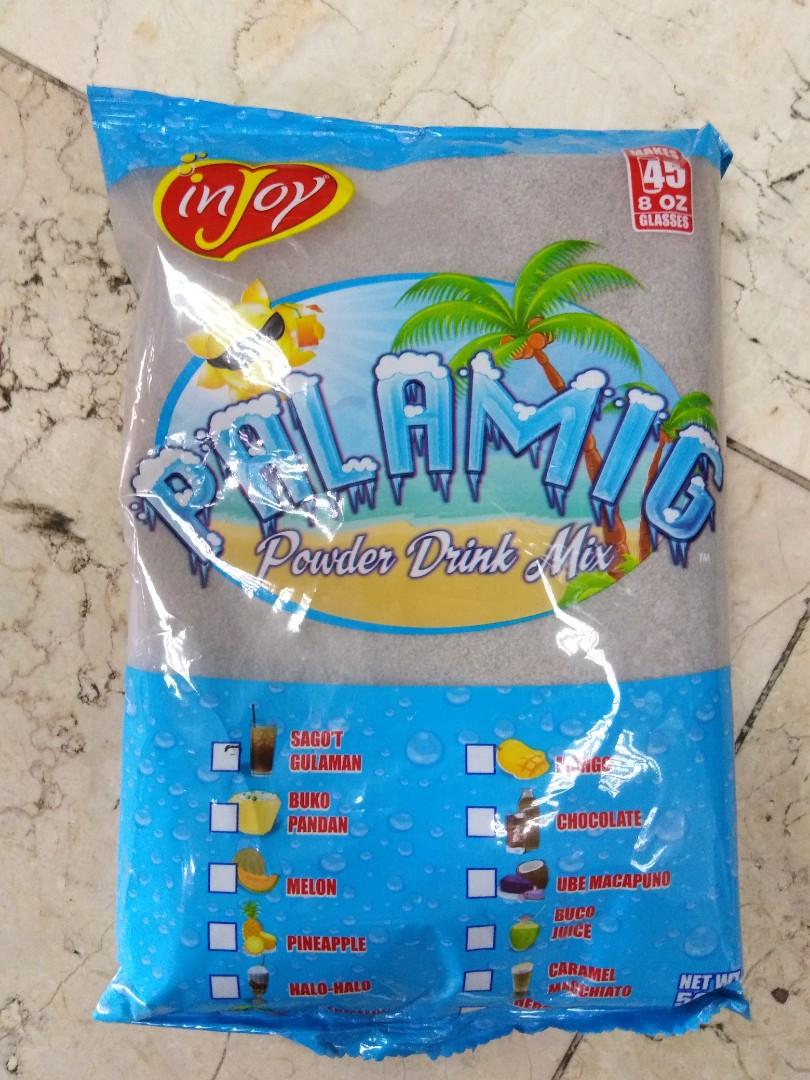 injoy
MAKES
45
8 OZ
GLASSES
PALAMIG
Powder Drink Mix
TM
SAGO'T
GULAMAN
BUKO
PANDAN
MELON
PINEAPPLE
HALO-HALO
MANGO
CHOCOLATE
UBE MACAPUNO
BUCO
JUICE
CARAMEL
MACCHIATO
NET WT